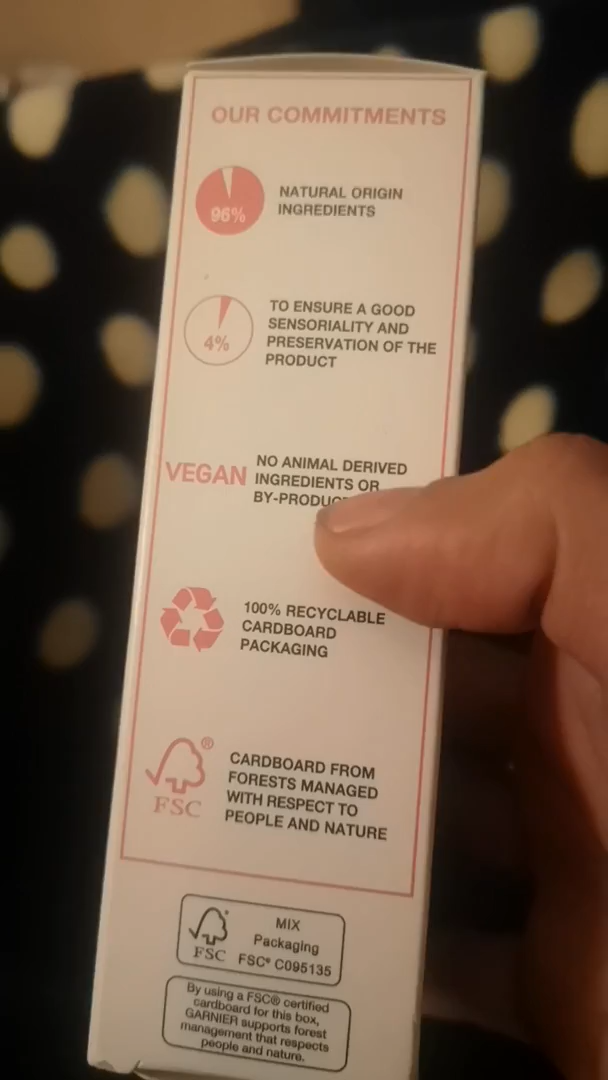 OUR COMMITMENTS
96%
NATURAL ORIGIN
INGREDIENTS
4%
TO ENSURE A GOOD
SENSORIALITY AND
PRESERVATION OF THE
PRODUCT
VEGAN
NO ANIMAL DERIVED
INGREDIENTS OR
100% RECYCLABLE
CARDBOARD
PACKAGING
®
FSC
CARDBOARD FROM
FORESTS MANAGED
WITH RESPECT TO
PEOPLE AND NATURE
FSC
MIX
Packaging
FSC® C095135
By using a FSC® certified
cardboard for this box,
GARNIER supports forest
management that respects
people and nature.